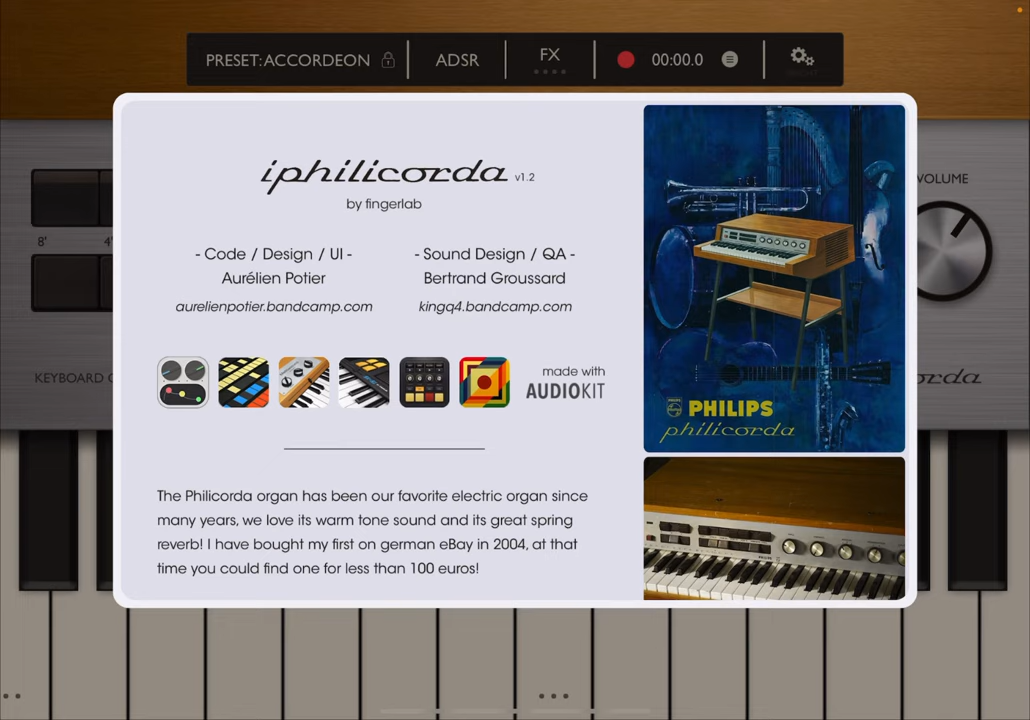 PRESET: ACCORDEON
ADSR
FX
00:00.0
VOLUME
8'
4'
KEYBOARD
iphilicorda v1.2
by fingerlab
- Code / Design / UI -
Aurélien Potier
aurelienpotier.bandcamp.com
- Sound Design / QA -
Bertrand Groussard
kingq4.bandcamp.com
made with
AUDIOKIT
The Philicorda organ has been our favorite electric organ since
many years, we love its warm tone sound and its great spring
reverb! I have bought my first on german eBay in 2004, at that
time you could find one for less than 100 euros!
PHILIPS
philicorda